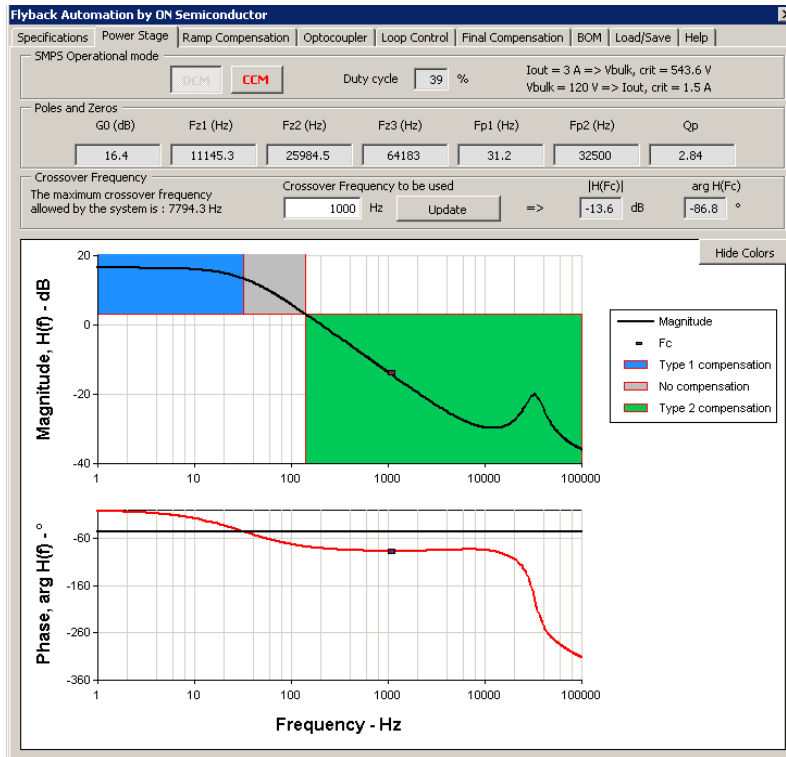 Flyback Automation by ON Semiconductor
Specifications Power Stage Ramp Compensation Optocoupler Loop Control Final Compensation BOM Load/Save Help
SMPS Operational mode
DCM CCM Duty cycle 39 % Iout = 3 A => Vbulk, crit = 543.6 V
Vbulk = 120 V => Iout, crit = 1.5 A
Poles and Zeros
G0 (dB) Fz1 (Hz) Fz2 (Hz) Fz3 (Hz) Fp1 (Hz) Fp2 (Hz) Qp
16.4 11145.3 25984.5 64183 31.2 32500 2.84
Crossover Frequency
The maximum crossover frequency
allowed by the system is : 7794.3 Hz
Crossover Frequency to be used |H(Fc)| arg H(Fc)
1000 Hz Update => -13.6 dB -86.8 °
Hide Colors
Magnitude, H(f) - dB
20
0
-20
-40
1 10 100 1000 10000 100000
Magnitude
Fc
Type 1 compensation
No compensation
Type 2 compensation
Phase, arg H(f) - °
-60
-160
-260
-360
1 10 100 1000 10000 100000
Frequency - Hz